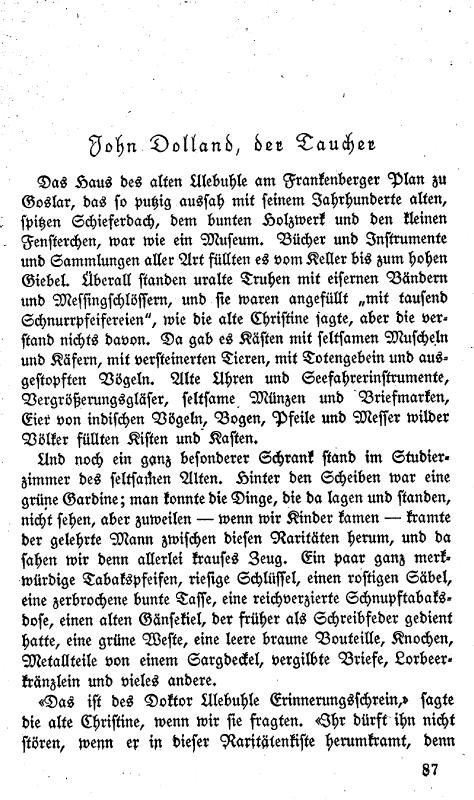 John Dolland, der Taucher
Das Haus des alten Ulebuhle am Frankenberger Plan zu
Goslar, das so putzig aussah mit seinem Jahrhunderte alten,
spitzen Schieferdach, dem bunten Holzwerk und den kleinen
Fensterchen, war wie ein Museum. Bücher und Instrumente
und Sammlungen aller Art füllten es vom Keller bis zum hohen
Giebel. Überall standen uralte Truhen mit eisernen Bändern
und Messingschlössern, und sie waren angefüllt „mit tausend
Schnurrpfeifereien“, wie die alte Christine sagte, aber die ver-
stand nichts davon. Da gab es Kästen mit seltsamen Muscheln
und Käfern, mit versteinerten Tieren, mit Totengebein und aus-
gestopften Vögeln. Alte Uhren und Seefahrerinstrumente,
Vergrößerungsgläser, seltsame Münzen und Briefmarken,
Eier von indischen Vögeln, Bogen, Pfeile und Messer wilder
Völker füllten Kisten und Kasten.
Und noch ein ganz besonderer Schrank stand im Studier-
zimmer des seltsamen Alten. Hinter den Scheiben war eine
grüne Gardine; man konnte die Dinge, die da lagen und standen,
nicht sehen, aber zuweilen — wenn wir Kinder kamen — kramte
der gelehrte Mann zwischen diesen Raritäten herum, und da
sahen wir denn allerlei krauses Zeug. Ein paar ganz merk-
würdige Tabakspfeifen, riesige Schlüssel, einen rostigen Säbel,
eine zerbrochene bunte Tasse, eine reichverzierte Schnupftabaks-
dose, einen alten Gänsekiel, der früher als Schreibfeder gedient
hatte, eine grüne Weste, eine leere braune Bouteille, Knochen,
Metallteile von einem Sargdeckel, vergilbte Briefe, Lorbeer-
kränzlein und vieles andere.
«Das ist des Doktor Ulebuhle Erinnerungsschrein,» sagte
die alte Christine, wenn wir sie fragten. «Ihr dürft ihn nicht
stören, wenn er in dieser Raritätenkiste herumkramt, denn
87